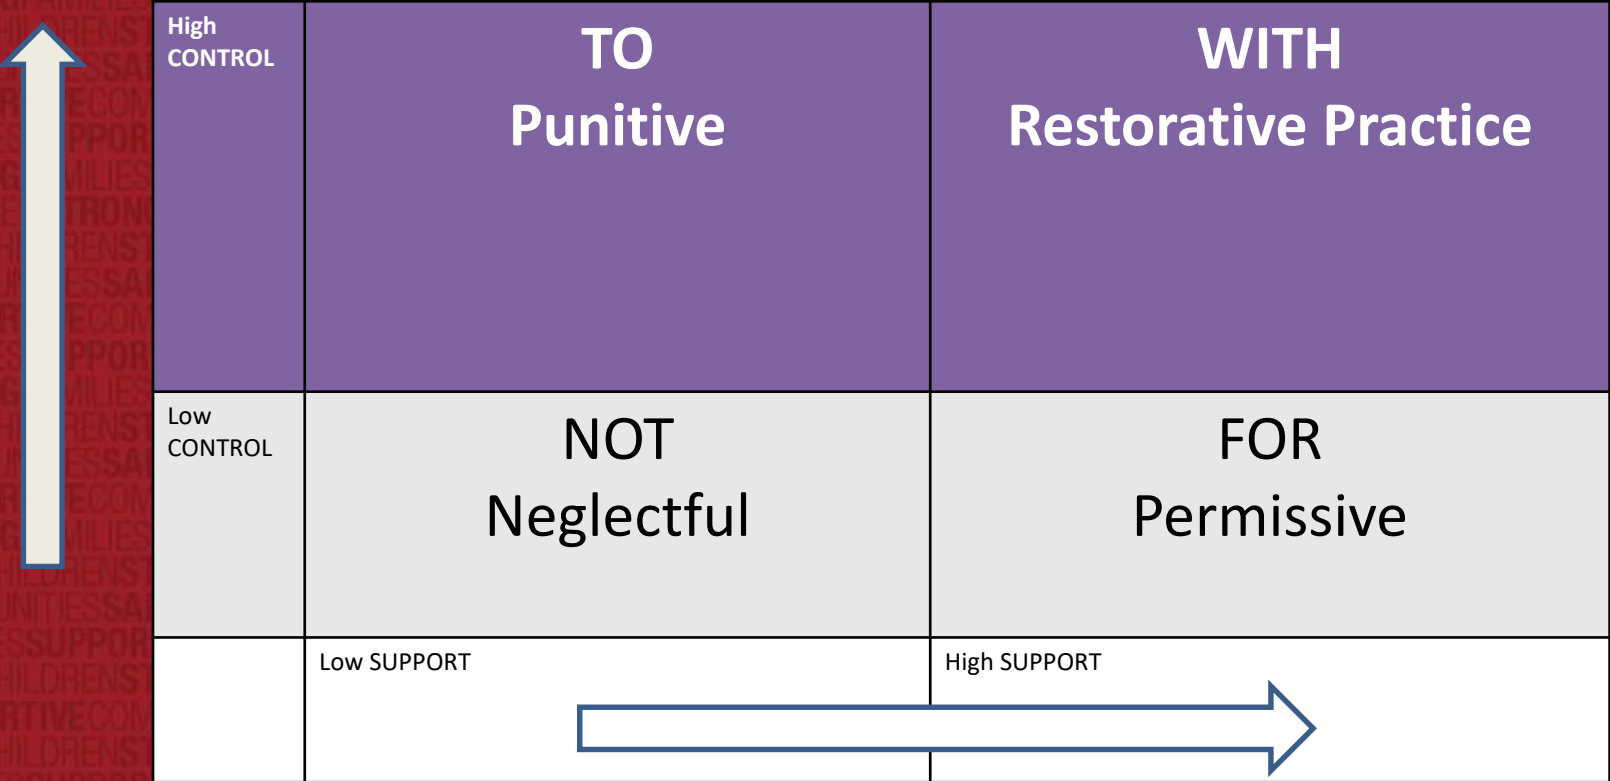 High
CONTROL
TO
Punitive
WITH
Restorative Practice
Low
CONTROL
NOT
Neglectful
FOR
Permissive
Low SUPPORT
High SUPPORT